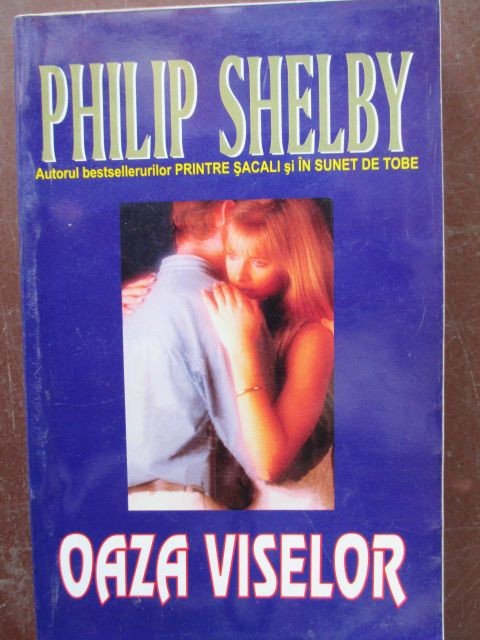 PHILIP SHELBY
Autorul bestsellerurilor PRINTRE ŞACALI şi ÎN SUNET DE TOBE
OAZA VISELOR